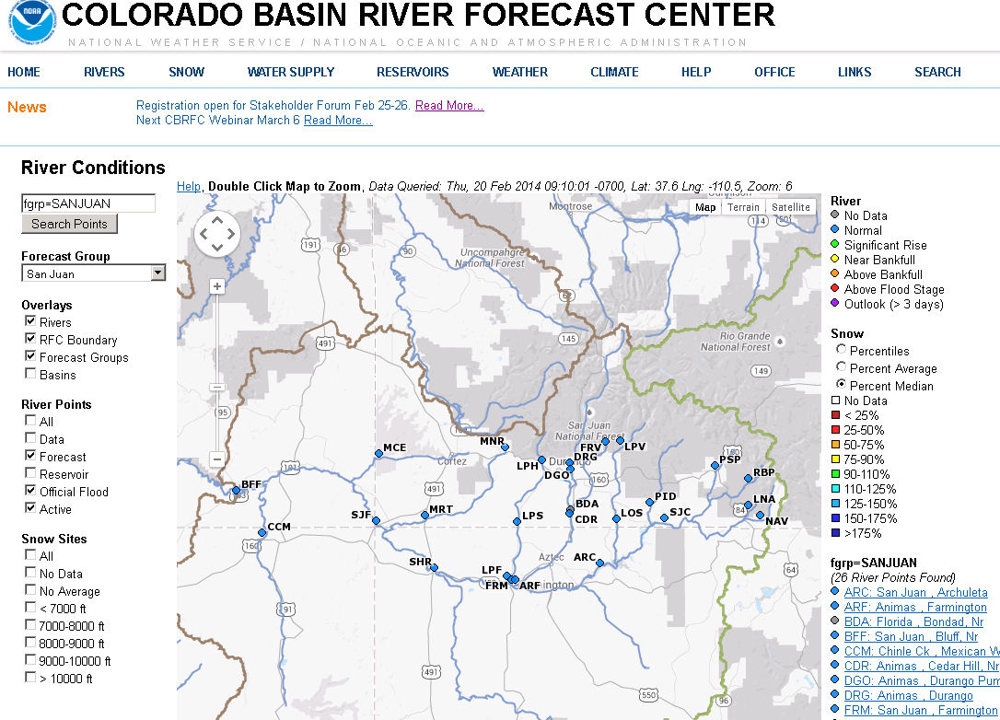 NOAA
COLORADO BASIN RIVER FORECAST CENTER
NATIONAL WEATHER SERVICE / NATIONAL OCEANIC AND ATMOSPHERIC ADMINISTRATION
HOME RIVERS SNOW WATER SUPPLY RESERVOIRS WEATHER CLIMATE HELP OFFICE LINKS SEARCH
News
Registration open for Stakeholder Forum Feb 25-26. Read More...
Next CBRFC Webinar March 6 Read More...
River Conditions
fgrp=SANJUAN
Search Points
Forecast Group
San Juan
Overlays
Rivers
RFC Boundary
Forecast Groups
Basins
River Points
All
Data
Forecast
Reservoir
Official Flood
Active
Snow Sites
All
No Data
No Average
< 7000 ft
7000-8000 ft
8000-9000 ft
9000-10000 ft
> 10000 ft
Help, Double Click Map to Zoom, Data Queried: Thu, 20 Feb 2014 09:10:01 -0700, Lat: 37.6 Lng: -110.5, Zoom: 6
Map Terrain Satellite
Montrose
114
50
191
46
90
Uncompahgre
National Forest
62
145
491
Rio Grande
National Forest
149
95
San Juan
National Forest
MNR
FRV
LPV
MCE
Cortez
LPH
DRG
DGO
160
PSP
160
RBP
191
BFF
491
PID
LNA
84
NAV
SJF
MRT
LPS
BDA
CDR
LOS
SJC
CCM
160
SHR
LPF
Aztec
ARC
FRM
ARF
64
191
491
550
96
River
No Data
Normal
Significant Rise
Near Bankfull
Above Bankfull
Above Flood Stage
Outlook (> 3 days)
Snow
Percentiles
Percent Average
Percent Median
No Data
< 25%
25-50%
50-75%
75-90%
90-110%
110-125%
125-150%
150-175%
>175%
fgrp=SANJUAN
(26 River Points Found)
ARC: San Juan , Archuleta
ARF: Animas , Farmington
BDA: Florida , Bondad, Nr
BFF: San Juan , Bluff, Nr
CCM: Chinle Ck , Mexican W
CDR: Animas , Cedar Hill, Nr
DGO: Animas , Durango Pum
DRG: Animas , Durango
FRM: San Juan , Farmington